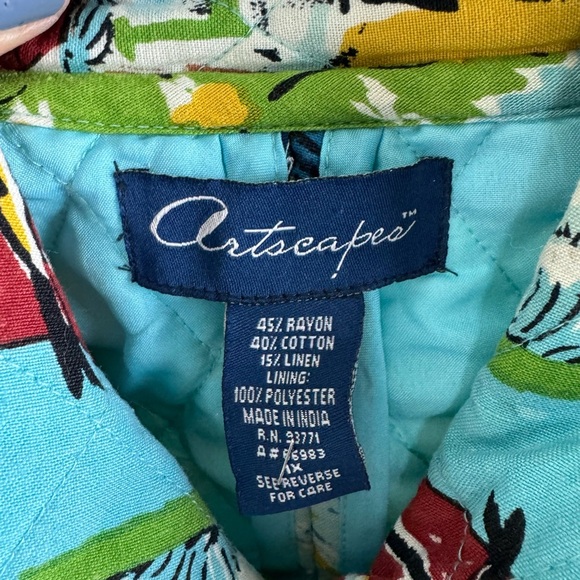 Artscapes™
45% RAYON
40% COTTON
15% LINEN
LINING:
100% POLYESTER
MADE IN INDIA
R.N. 93771
A# 66983
1X
SEE REVERSE
FOR CARE